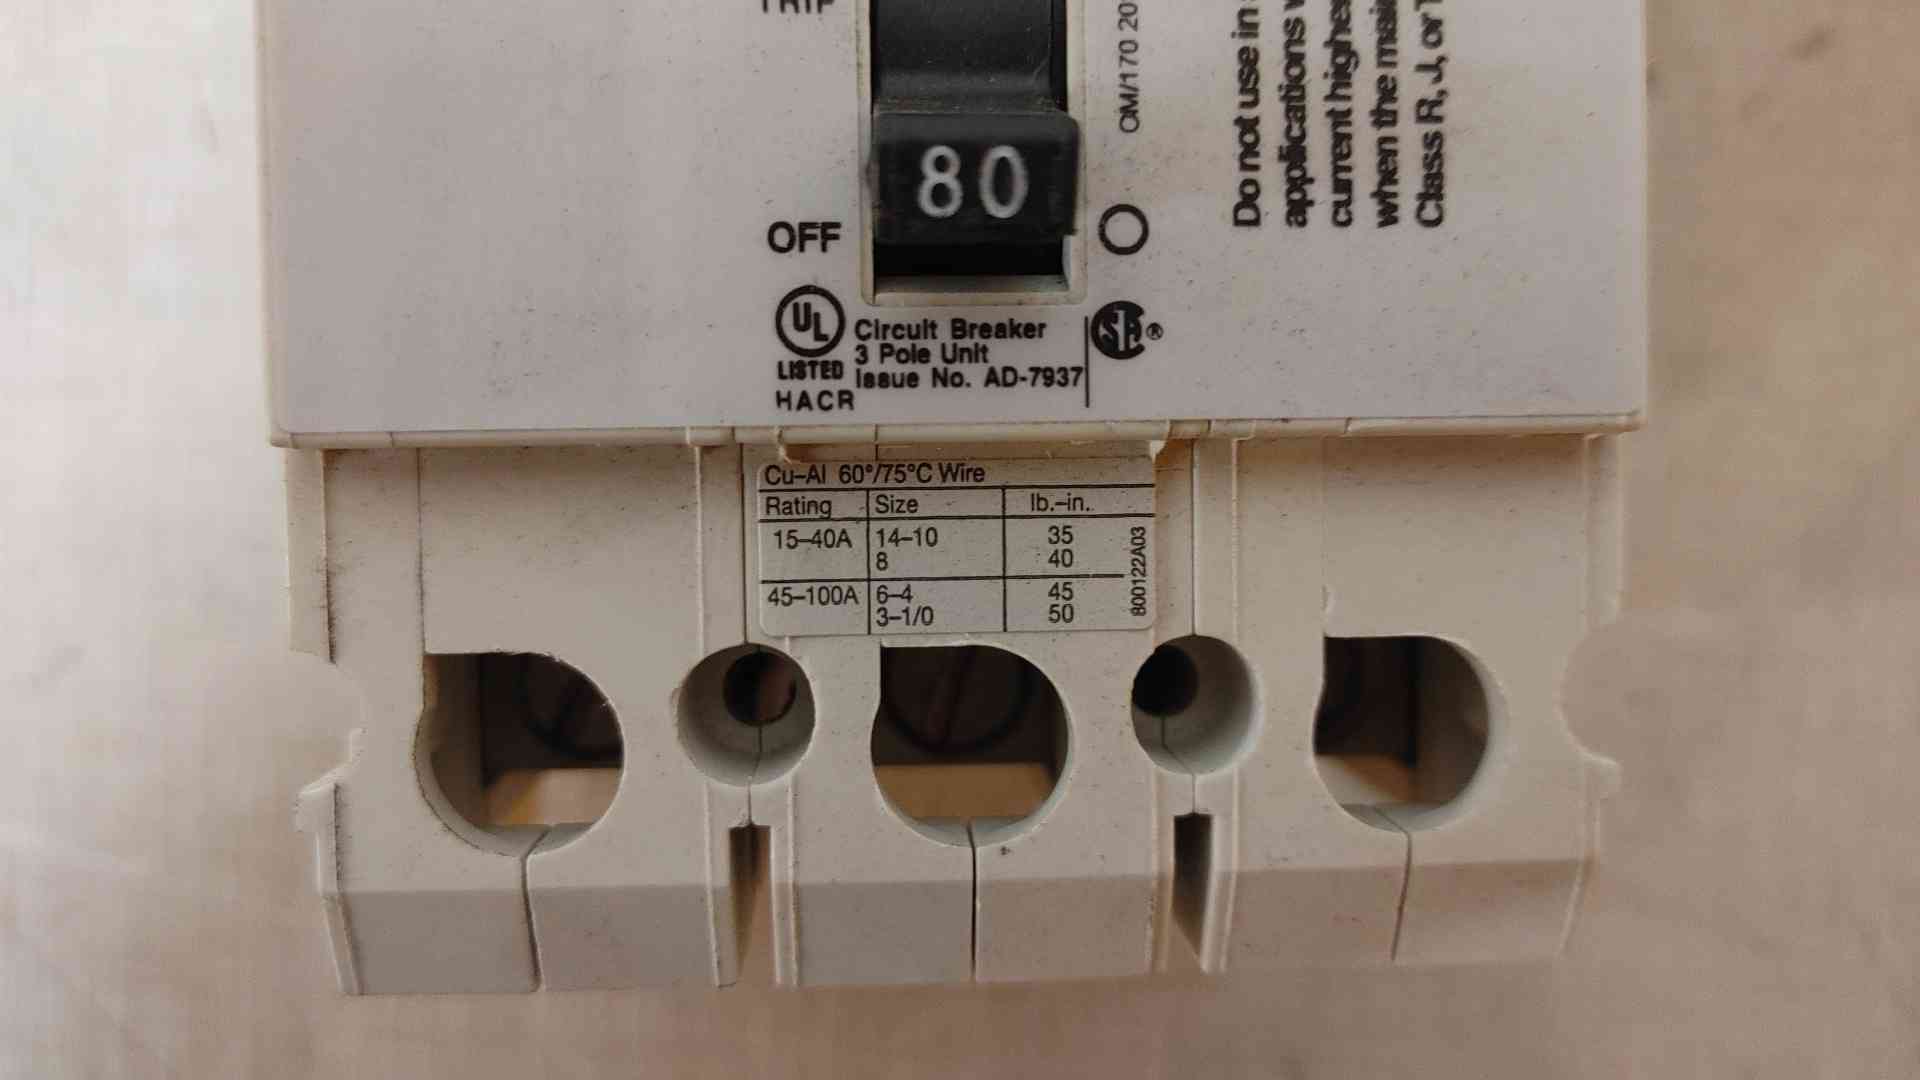 TRIP
80
OFF
OM/170 20
Do not use in
applications
current highe
when the main
Class R, J, or
UL
LISTED
HACR
Circuit Breaker
3 Pole Unit
Issue No. AD-7937
®
Cu–Al 60°/75°C Wire
Rating Size lb.–in.
15–40A 14–10 35
8 40
45–100A 6–4 45
3–1/0 50
800122A03